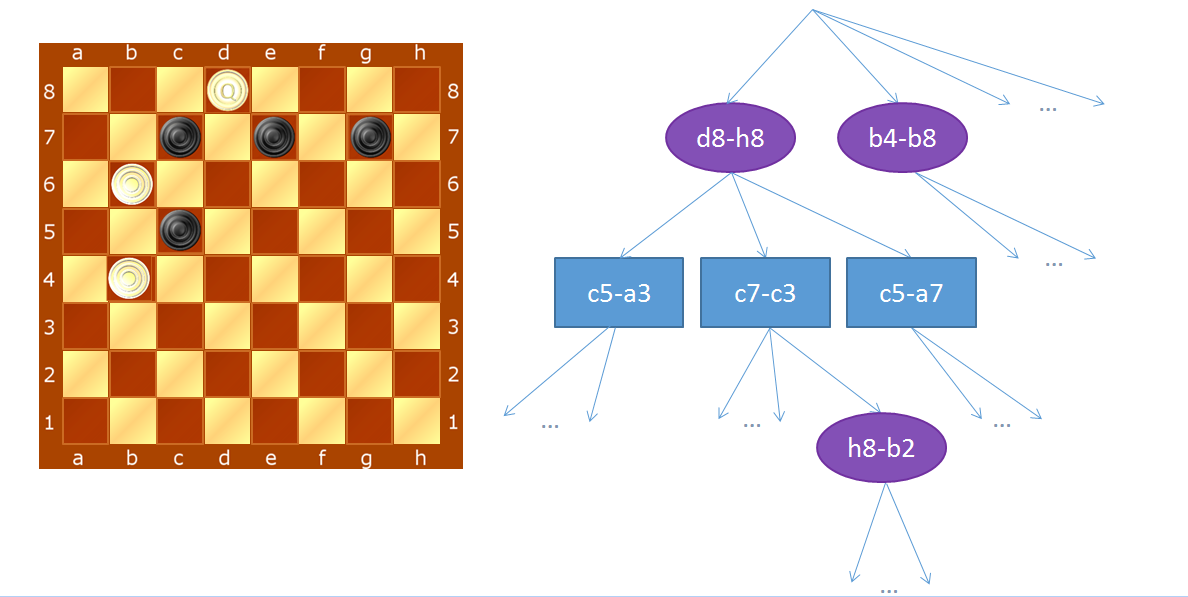 a b c d e f g h
8 Q 8
7 7
6 6
5 5
4 4
3 3
2 2
1 1
a b c d e f g h
...
d8-h8 b4-b8
...
c5-a3 c7-c3 c5-a7
... ... ...
h8-b2
...